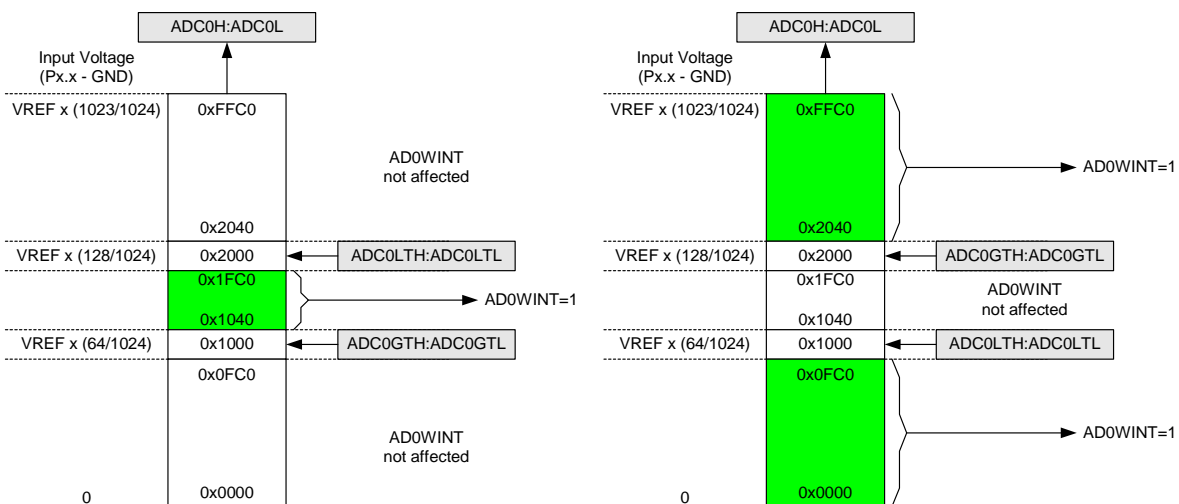 ADC0H:ADC0L
Input Voltage
(Px.x - GND)
VREF x (1023/1024)
0xFFC0
AD0WINT
not affected
0x2040
VREF x (128/1024)
0x2000
ADC0LTH:ADC0LTL
0x1FC0
AD0WINT=1
0x1040
VREF x (64/1024)
0x1000
ADC0GTH:ADC0GTL
0x0FC0
AD0WINT
not affected
0
0x0000
ADC0H:ADC0L
Input Voltage
(Px.x - GND)
VREF x (1023/1024)
0xFFC0
AD0WINT=1
0x2040
VREF x (128/1024)
0x2000
ADC0GTH:ADC0GTL
0x1FC0
AD0WINT
not affected
0x1040
VREF x (64/1024)
0x1000
ADC0LTH:ADC0LTL
0x0FC0
AD0WINT=1
0
0x0000